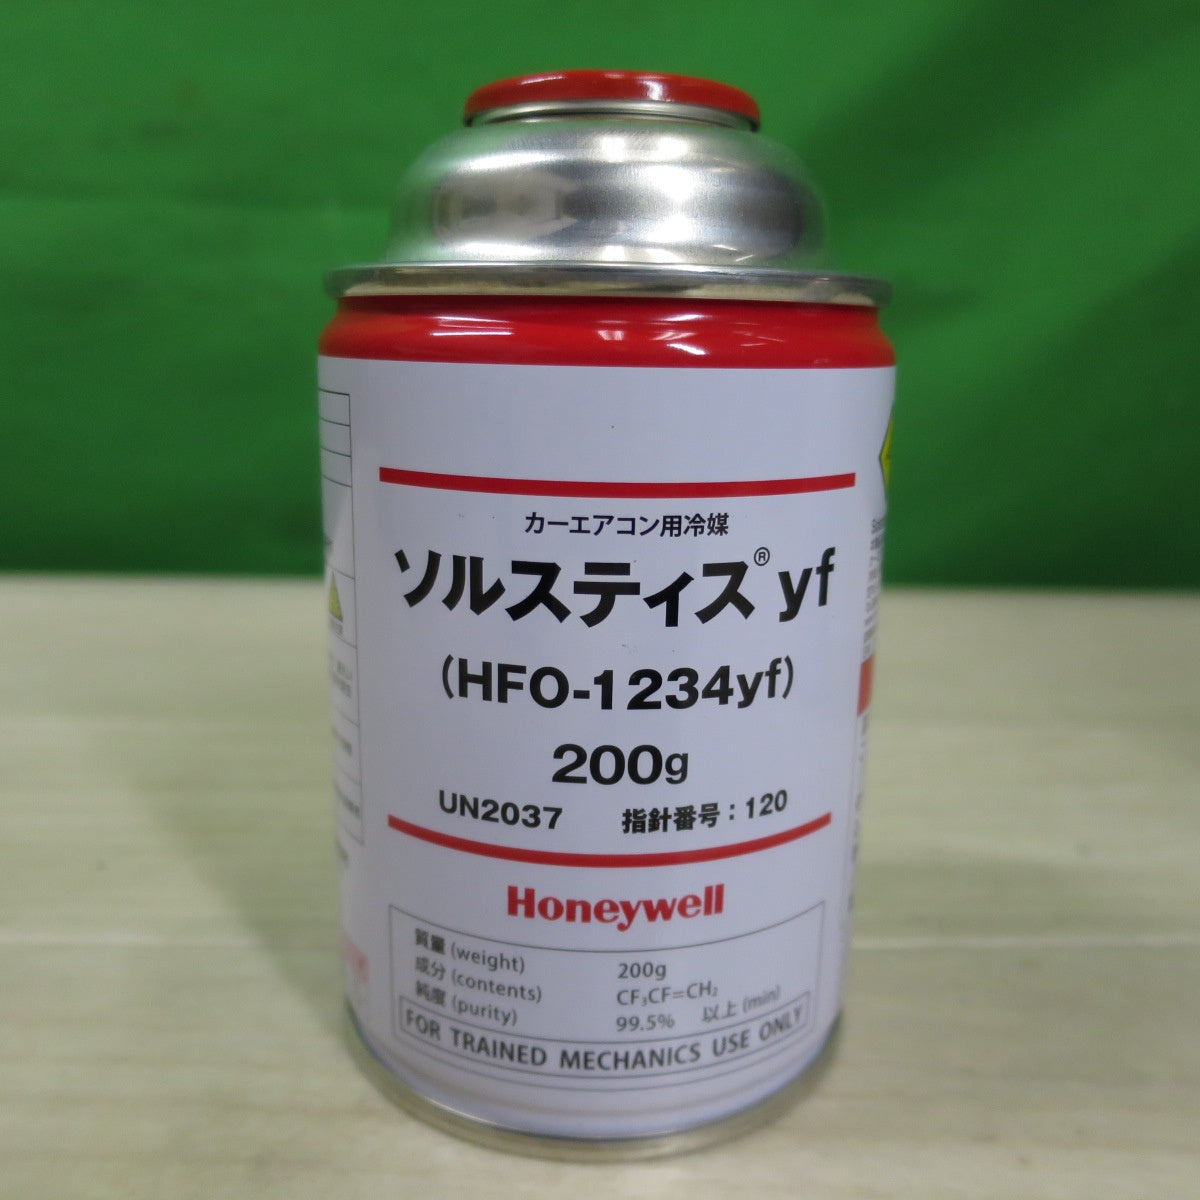 カーエアコン用冷媒
ソルスティス® yf
(HFO-1234yf)
200g
UN2037 指針番号：120
Honeywell
質量 (weight) 200g
成分 (contents) CF₃CF=CH₂
純度 (purity) 99.5% 以上 (min)
FOR TRAINED MECHANICS USE ONLY